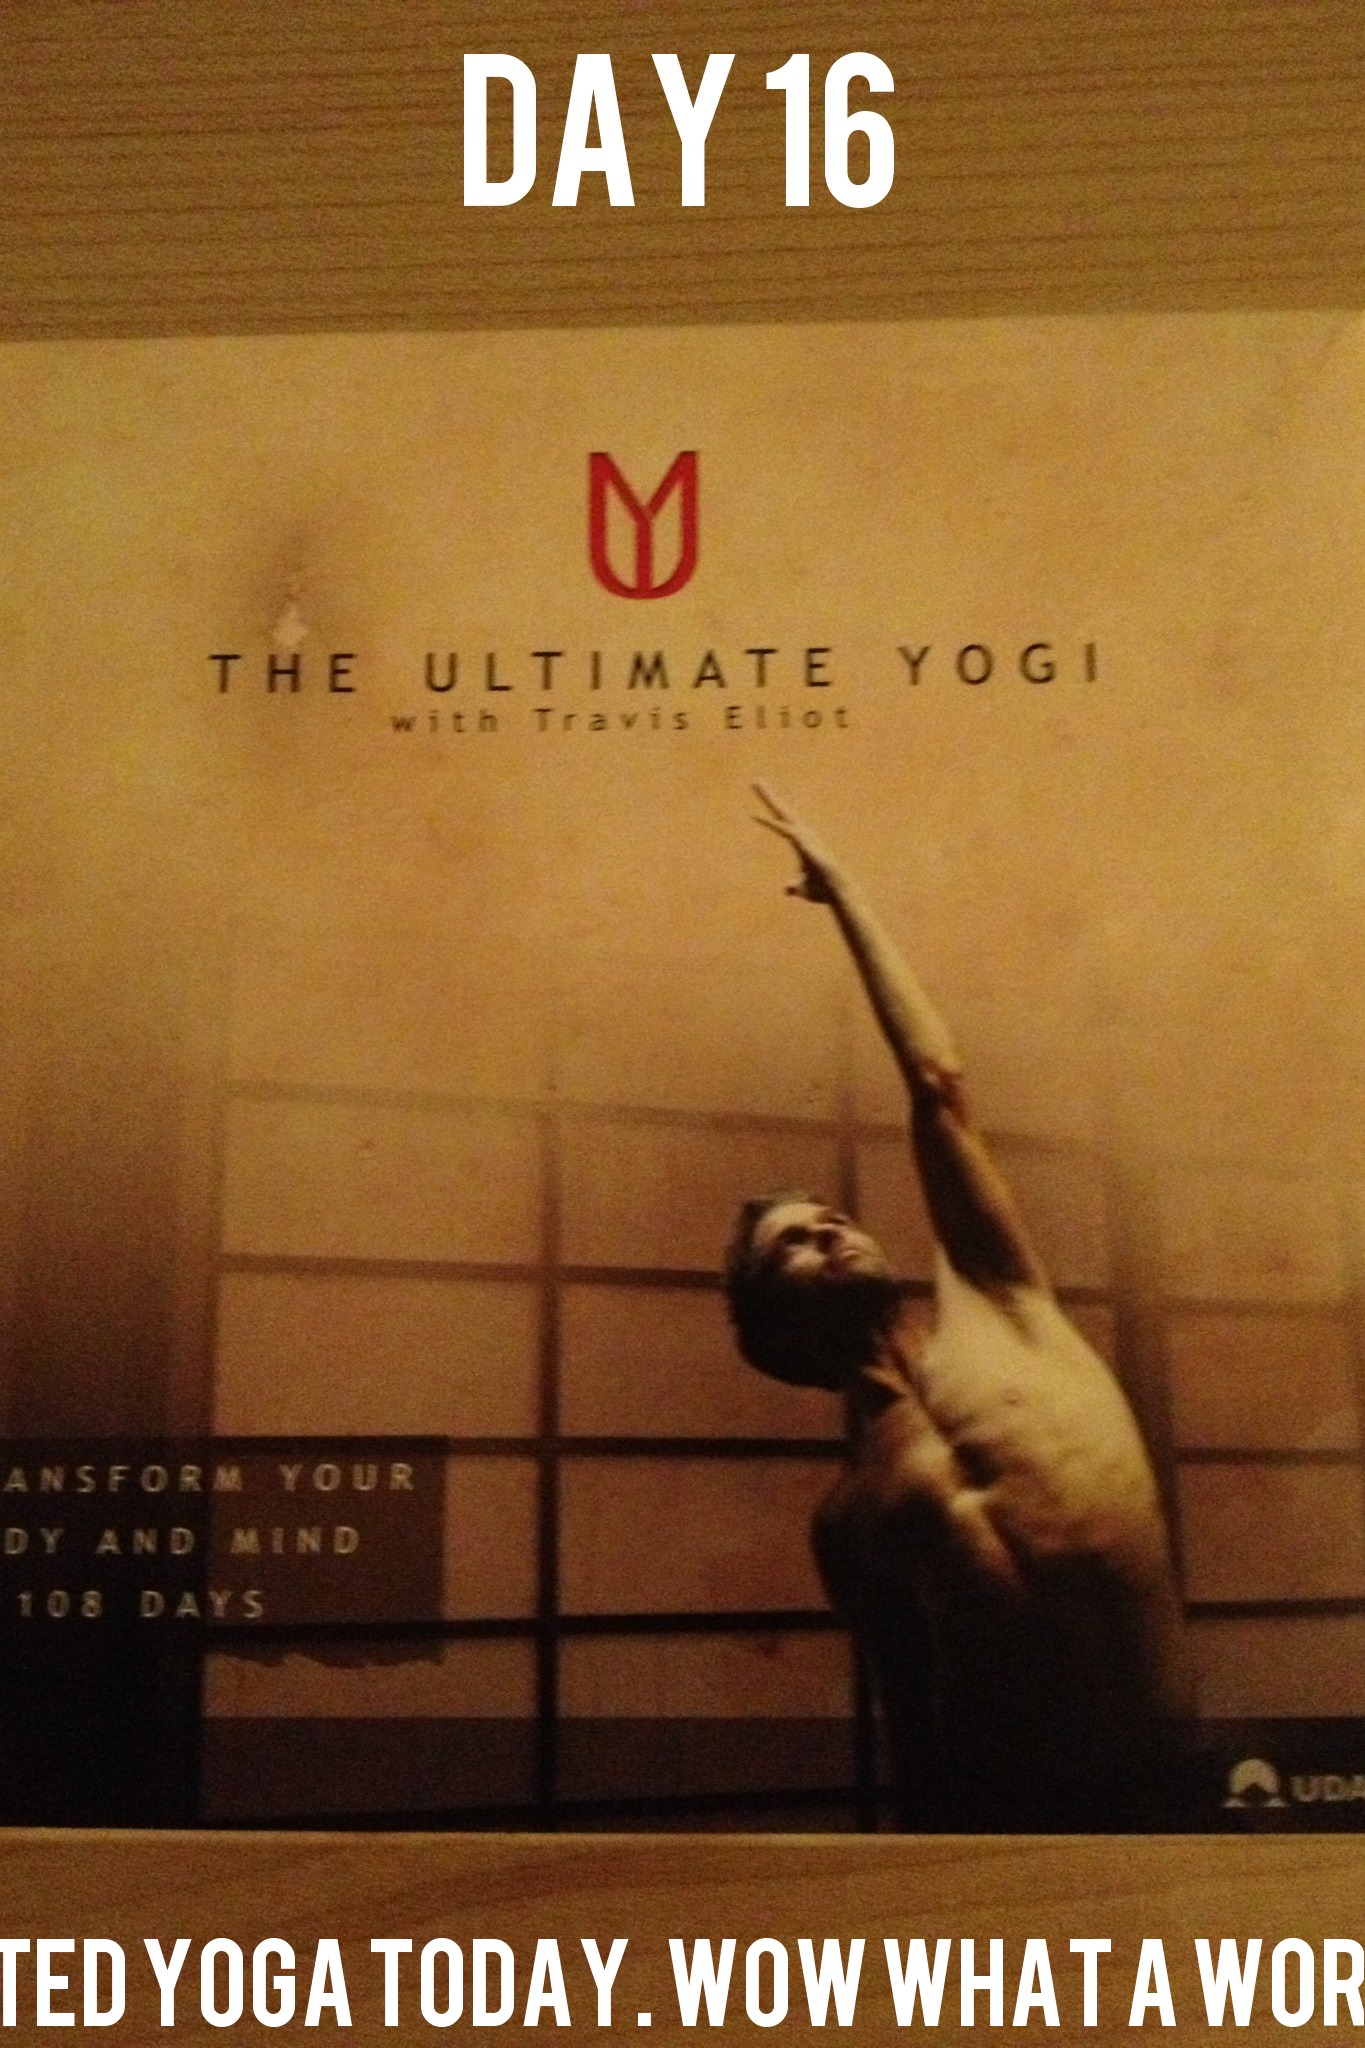 DAY 16
THE ULTIMATE YOGI
with Travis Eliot
ANSFORM YOUR
DY AND MIND
108 DAYS
UDA
TED YOGA TODAY. WOW WHAT A WOR